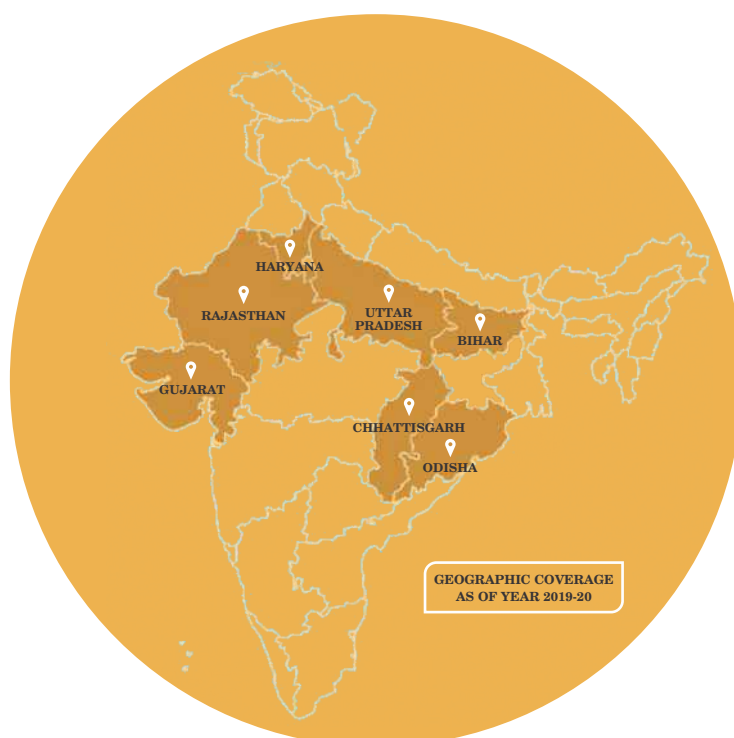 HARYANA
RAJASTHAN
UTTAR
PRADESH
BIHAR
GUJARAT
CHHATTISGARH
ODISHA
GEOGRAPHIC COVERAGE
AS OF YEAR 2019-20